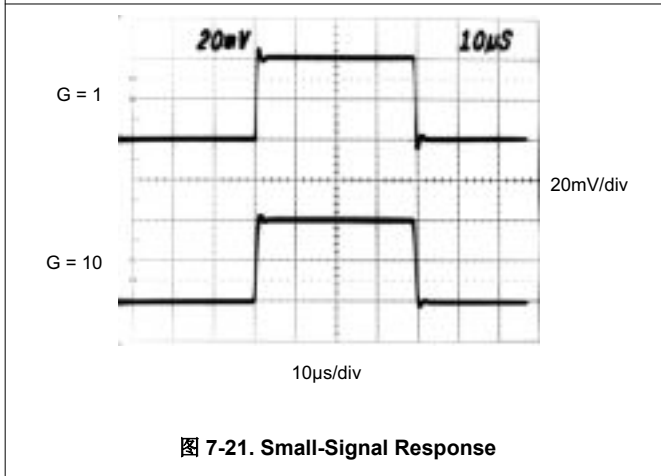 20mV 10µS
G = 1
20mV/div
G = 10
10µs/div
图 7-21. Small-Signal Response